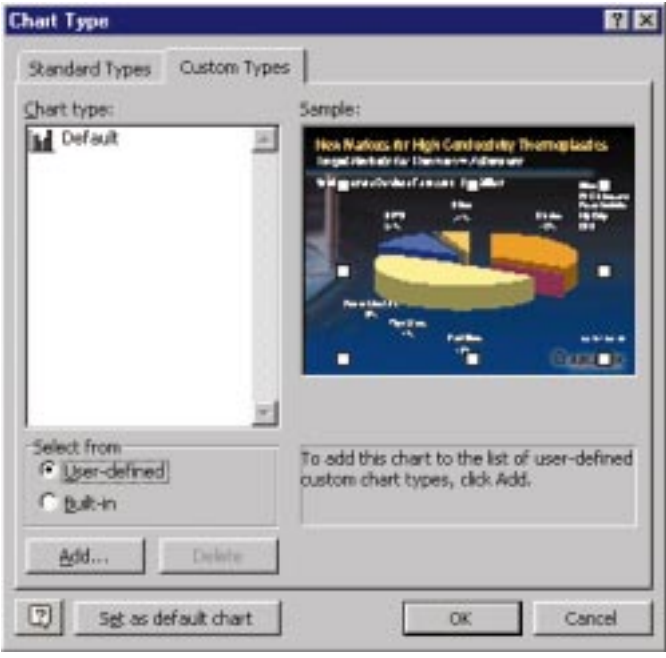 Chart Type
Standard Types Custom Types
Chart type:
Default
Sample:
New Markets for High Conductivity Thermoplastics
Select from
User-defined
Built-in
To add this chart to the list of user-defined
custom chart types, click Add.
Add... Delete
Set as default chart OK Cancel